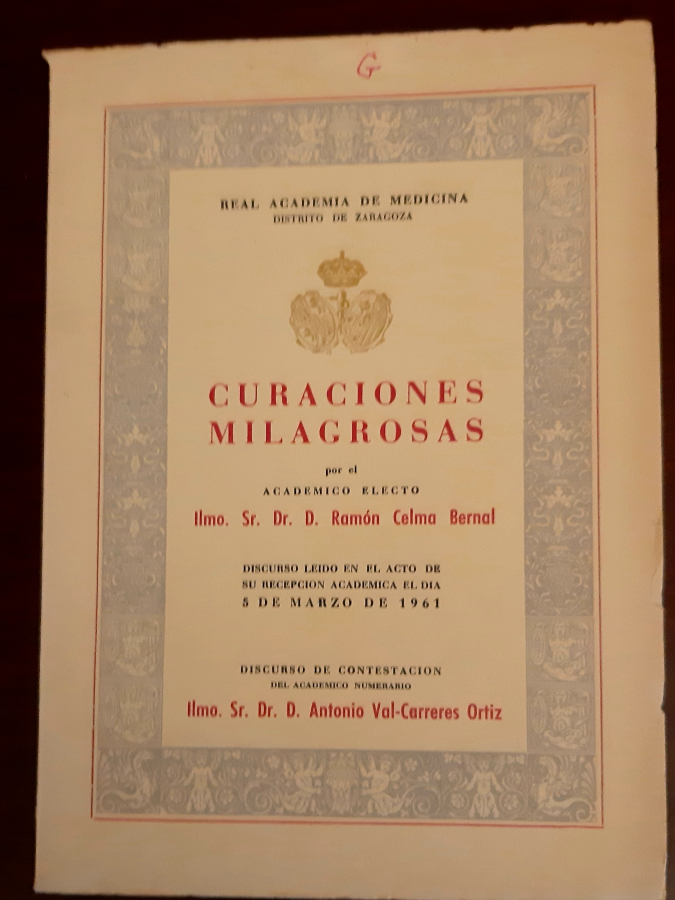 G
REAL ACADEMIA DE MEDICINA
DISTRITO DE ZARAGOZA
CURACIONES
MILAGROSAS
por el
ACADEMICO ELECTO
Ilmo. Sr. Dr. D. Ramón Celma Bernal
DISCURSO LEIDO EN EL ACTO DE
SU RECEPCION ACADEMICA EL DIA
5 DE MARZO DE 1961
DISCURSO DE CONTESTACION
DEL ACADEMICO NUMERARIO
Ilmo. Sr. Dr. D. Antonio Val-Carreres Ortiz